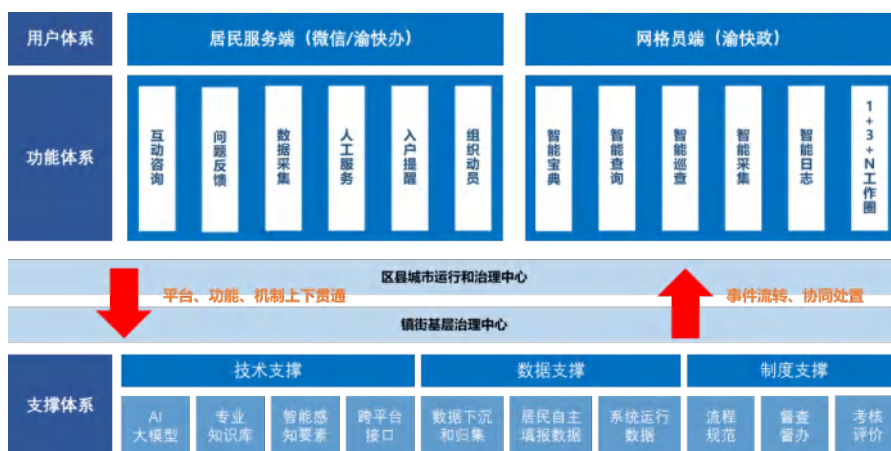 用户体系
居民服务端（微信/渝快办）
网格员端（渝快政）
功能体系
互动咨询
问题反馈
数据采集
人工服务
入户提醒
组织动员
智能宝典
智能查询
智能巡查
智能采集
智能日志
1+3+N工作圈
区县城市运行和治理中心
平台、功能、机制上下贯通
事件流转、协同处置
镇街基层治理中心
支撑体系
技术支撑
数据支撑
制度支撑
AI
大模型
专业
知识库
智能感
知要素
跨平台
接口
数据下沉
和归集
居民自主
填报数据
系统运行
数据
流程
规范
督查
督办
考核
评价